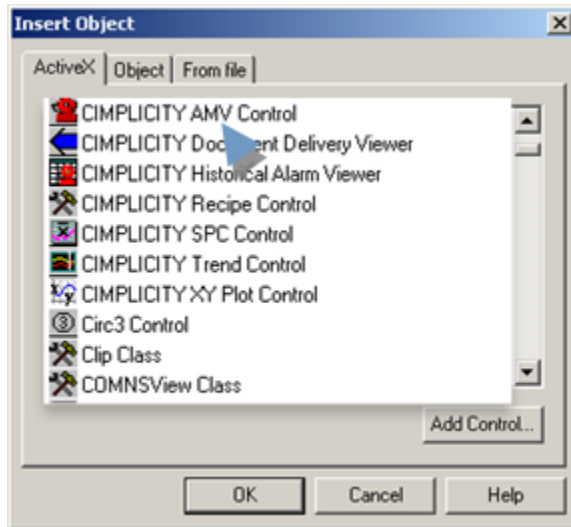 Insert Object
ActiveX Object From file
CIMPLICITY AMV Control
CIMPLICITY Delivery Viewer
CIMPLICITY Historical Alarm Viewer
CIMPLICITY Recipe Control
CIMPLICITY SPC Control
CIMPLICITY Trend Control
CIMPLICITY XY Plot Control
Circ3 Control
Clip Class
COMNSView Class
Add Control...
OK Cancel Help